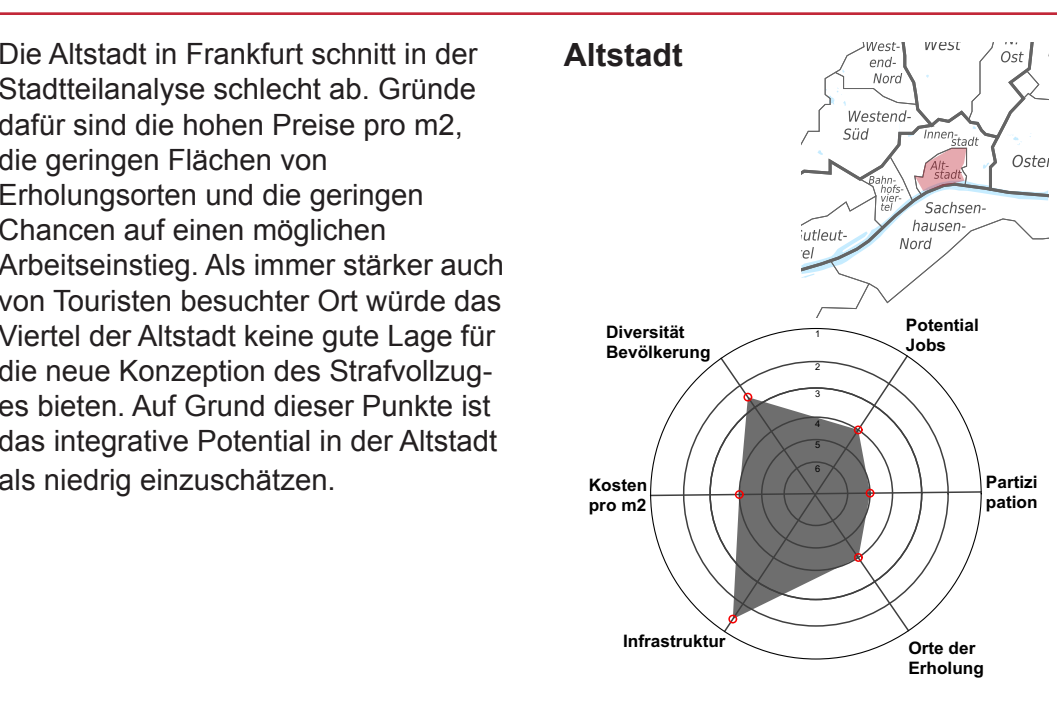 Die Altstadt in Frankfurt schnitt in der
Stadtteilanalyse schlecht ab. Gründe
dafür sind die hohen Preise pro m2,
die geringen Flächen von
Erholungsorten und die geringen
Chancen auf einen möglichen
Arbeitseinstieg. Als immer stärker auch
von Touristen besuchter Ort würde das
Viertel der Altstadt keine gute Lage für
die neue Konzeption des Strafvollzug-
es bieten. Auf Grund dieser Punkte ist
das integrative Potential in der Altstadt
als niedrig einzuschätzen.
Altstadt
West-
end-
Nord
West
Ost
Westend-
Süd
Innen-
stadt
Alt-
stadt
Bahn-
hofs-
vier-
tel
Sachsen-
hausen-
Nord
Diversität
Bevölkerung
Potential
Jobs
1
2
3
4
5
6
Kosten
pro m2
Partizi
pation
Infrastruktur
Orte der
Erholung